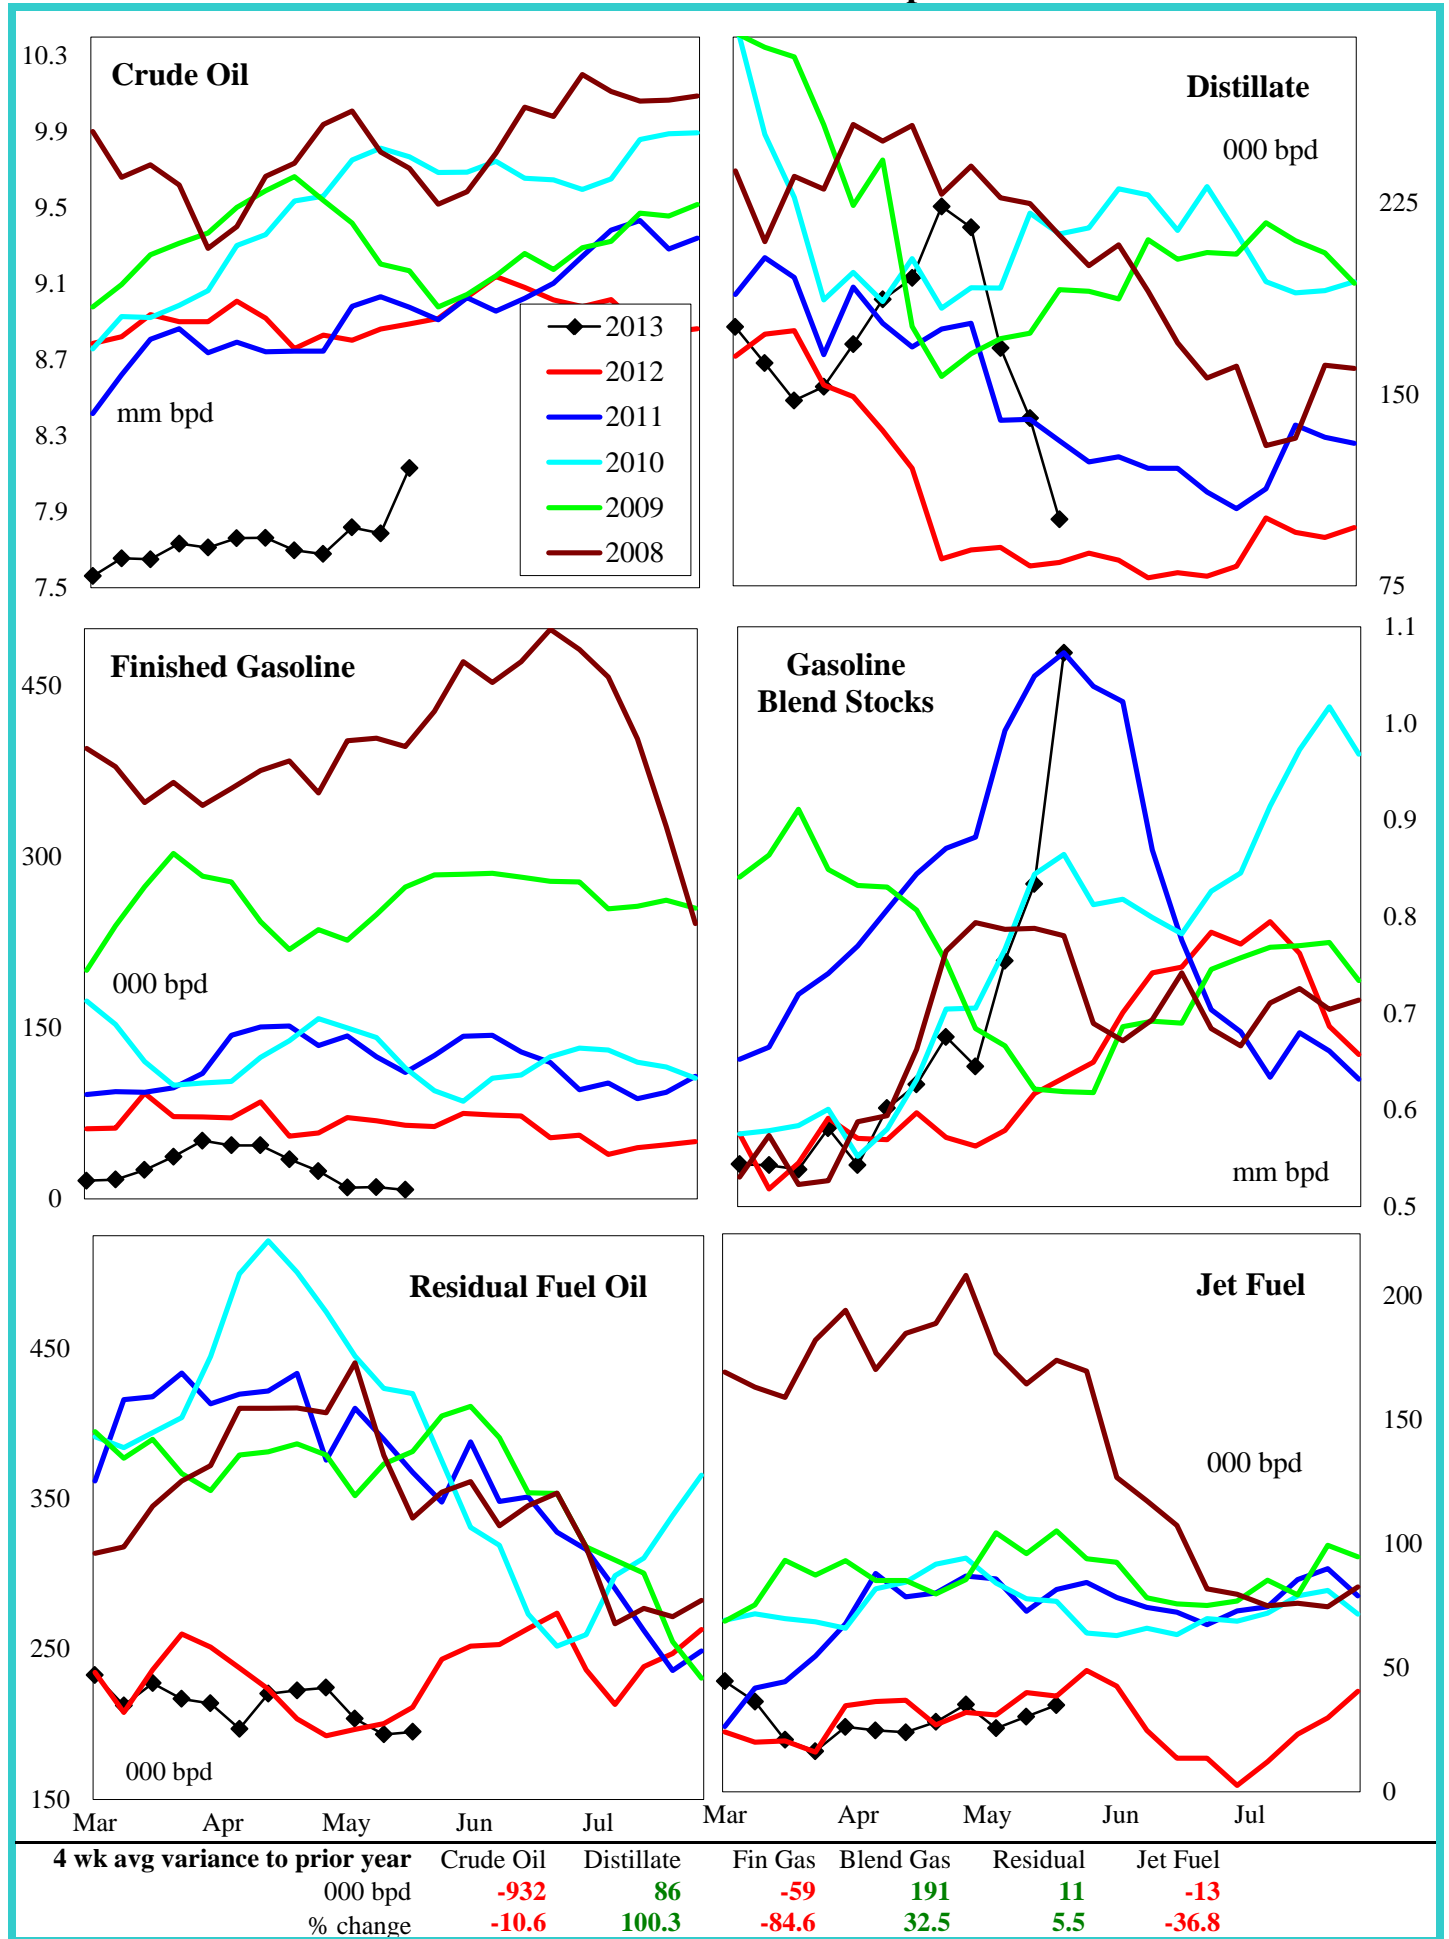 Crude Oil
10.3
9.9
9.5
9.1
8.7
8.3
7.9
7.5
mm bpd
2013
2012
2011
2010
2009
2008
Distillate
000 bpd
225
150
75
Finished Gasoline
450
300
150
0
000 bpd
Gasoline
Blend Stocks
1.1
1.0
0.9
0.8
0.7
0.6
0.5
mm bpd
Residual Fuel Oil
450
350
250
150
000 bpd
Mar Apr May Jun Jul
Jet Fuel
200
150
100
50
0
000 bpd
Mar Apr May Jun Jul
4 wk avg variance to prior year Crude Oil Distillate Fin Gas Blend Gas Residual Jet Fuel
000 bpd -932 86 -59 191 11 -13
% change -10.6 100.3 -84.6 32.5 5.5 -36.8